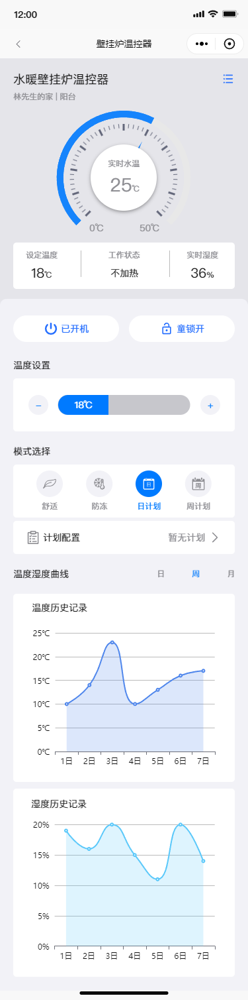 12:00
壁挂炉温控器
水暖壁挂炉温控器
林先生的家 | 阳台
实时水温
25℃
0℃ 50℃
设定温度 工作状态 实时湿度
18℃ 不加热 36%
已开机 童锁开
温度设置
− 18℃ +
模式选择
日 周
舒适 防冻 日计划 周计划
计划配置 暂无计划
温度湿度曲线 日 周 月
温度历史记录
25℃
20℃
15℃
10℃
5℃
0℃
1日 2日 3日 4日 5日 6日 7日
湿度历史记录
20%
15%
10%
5%
0%
1日 2日 3日 4日 5日 6日 7日